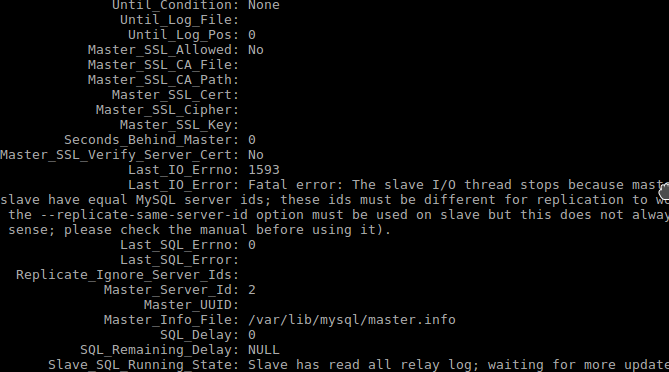 Until_Condition: None
Until_Log_File:
Until_Log_Pos: 0
Master_SSL_Allowed: No
Master_SSL_CA_File:
Master_SSL_CA_Path:
Master_SSL_Cert:
Master_SSL_Cipher:
Master_SSL_Key:
Seconds_Behind_Master: 0
Master_SSL_Verify_Server_Cert: No
Last_IO_Errno: 1593
Last_IO_Error: Fatal error: The slave I/O thread stops because
slave have equal MySQL server ids; these ids must be different for replication to
the --replicate-same-server-id option must be used on slave but this does not alway
sense; please check the manual before using it).
Last_SQL_Errno: 0
Last_SQL_Error:
Replicate_Ignore_Server_Ids:
Master_Server_Id: 2
Master_UUID:
Master_Info_File: /var/lib/mysql/master.info
SQL_Delay: 0
SQL_Remaining_Delay: NULL
Slave_SQL_Running_State: Slave has read all relay log; waiting for more update